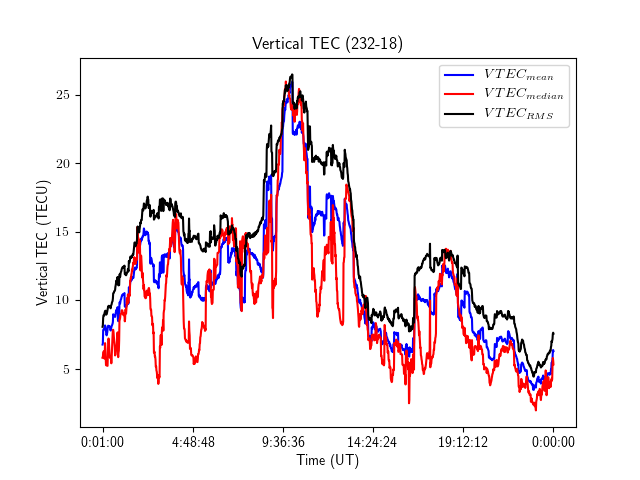 Vertical TEC (232-18)
VTEC_mean
VTEC_median
VTEC_RMS
Vertical TEC (TECU)
25
20
15
10
5
0:01:00 4:48:48 9:36:36 14:24:24 19:12:12 0:00:00
Time (UT)